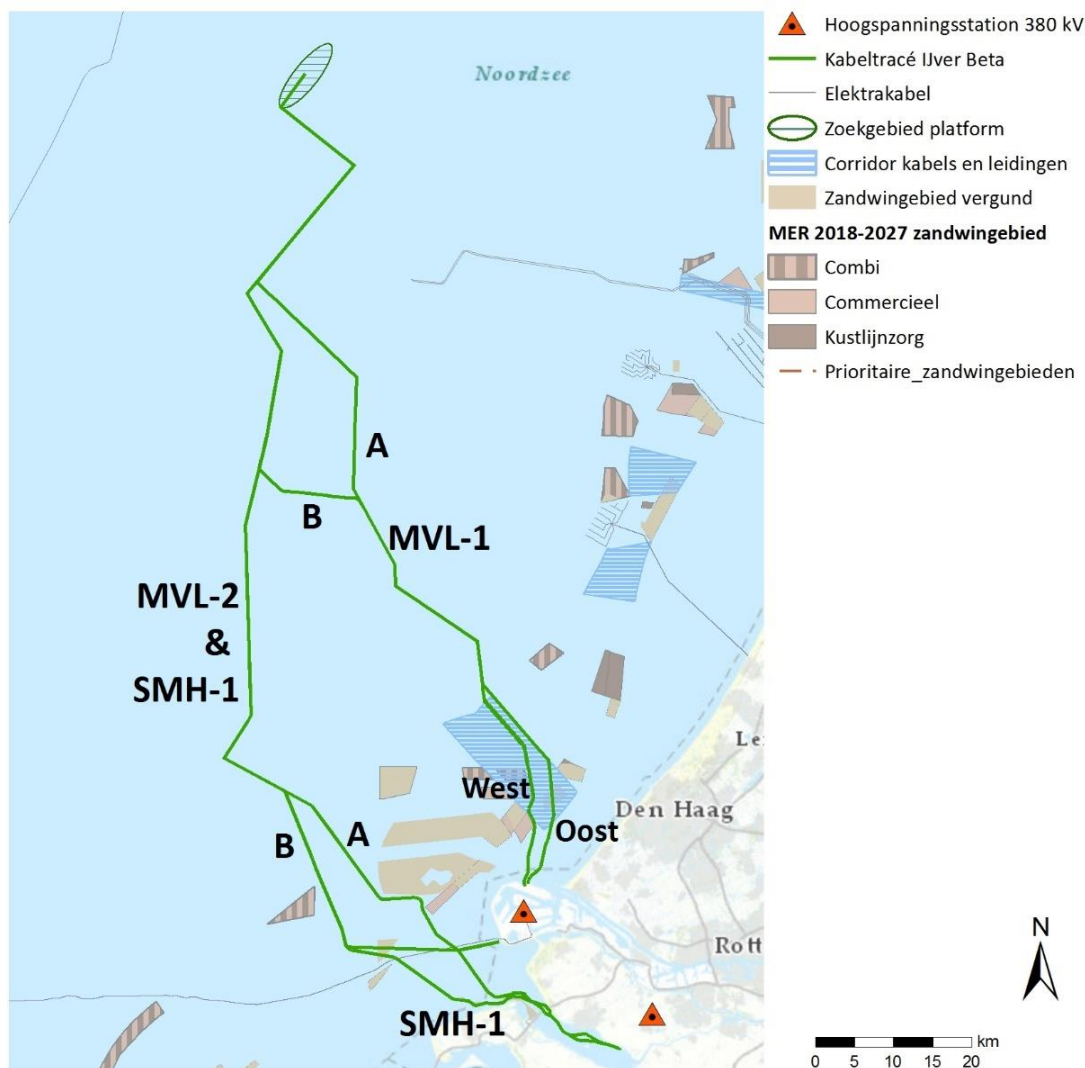 Noordzee
A
B
MVL-1
MVL-2
&
SMH-1
West
Oost
Den Haag
B
A
Rott
SMH-1
Hoogspanningsstation 380 kV
Kabeltracé IJver Beta
Elektrakabel
Zoekgebied platform
Corridor kabels en leidingen
Zandwingebied vergund
MER 2018-2027 zandwingebied
Combi
Commercieel
Kustlijnzorg
Prioritaire_zandwingebieden
N
km
0 5 10 15 20